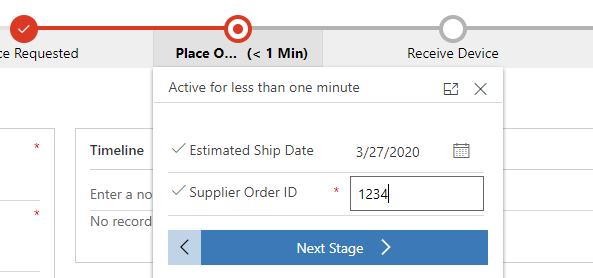 ce Requested
Place O... (< 1 Min)
Receive Device
Active for less than one minute
*
Timeline
Estimated Ship Date 3/27/2020
Enter a no
Supplier Order ID * 1234
*
No record
Next Stage